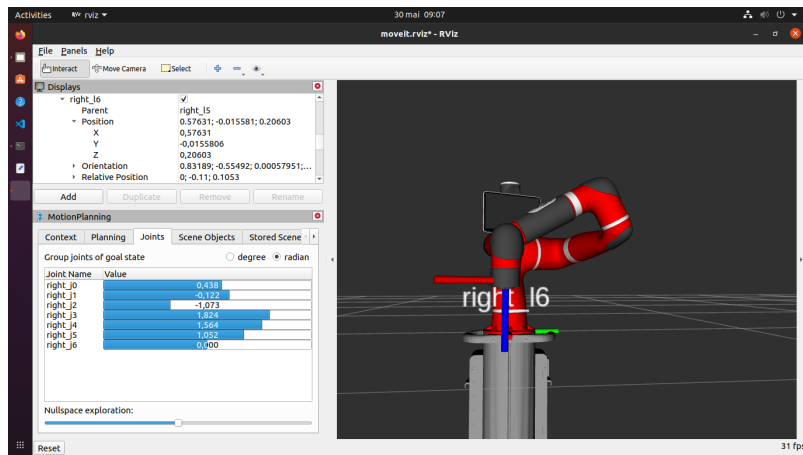 Activities rviz 30 mai 09:07
moveit.rviz* - RViz
File Panels Help
Interact Move Camera Select
Displays
right_l6
Parent right_l5
Position 0.57631; -0.015581; 0.20603
X 0,57631
Y -0,0155806
Z 0,20603
Orientation 0.83189; -0.55492; 0.00057951;...
Relative Position 0; -0.11; 0.1053
Add Duplicate Remove Rename
MotionPlanning
Context Planning Joints Scene Objects Stored Scene
Group joints of goal state degree radian
Joint Name Value
right_j0 0,438
right_j1 -0,122
right_j2 -1,073
right_j3 1,824
right_j4 1,564
right_j5 1,052
right_j6 0,000
Nullspace exploration:
Reset
right_l6
31 fps